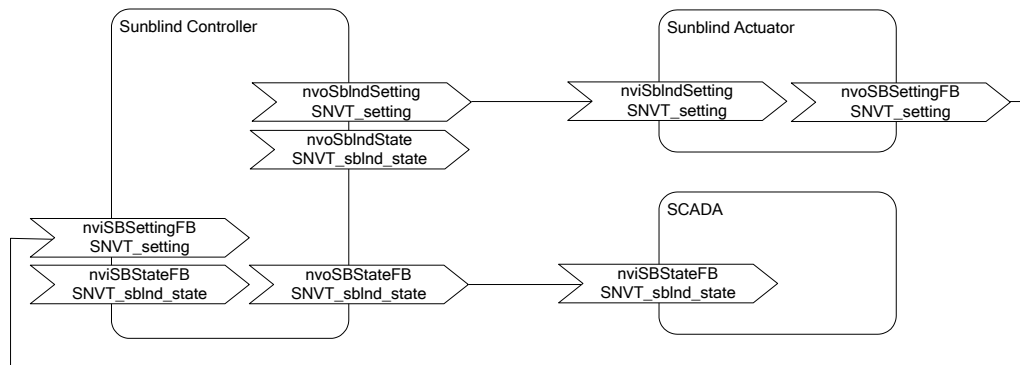 Sunblind Controller
Sunblind Actuator
nvoSblndSetting
SNVT_setting
nviSblndSetting
SNVT_setting
nvoSBSettingFB
SNVT_setting
nvoSblndState
SNVT_sblnd_state
SCADA
nviSBSettingFB
SNVT_setting
nviSBStateFB
SNVT_sblnd_state
nvoSBStateFB
SNVT_sblnd_state
nviSBStateFB
SNVT_sblnd_state